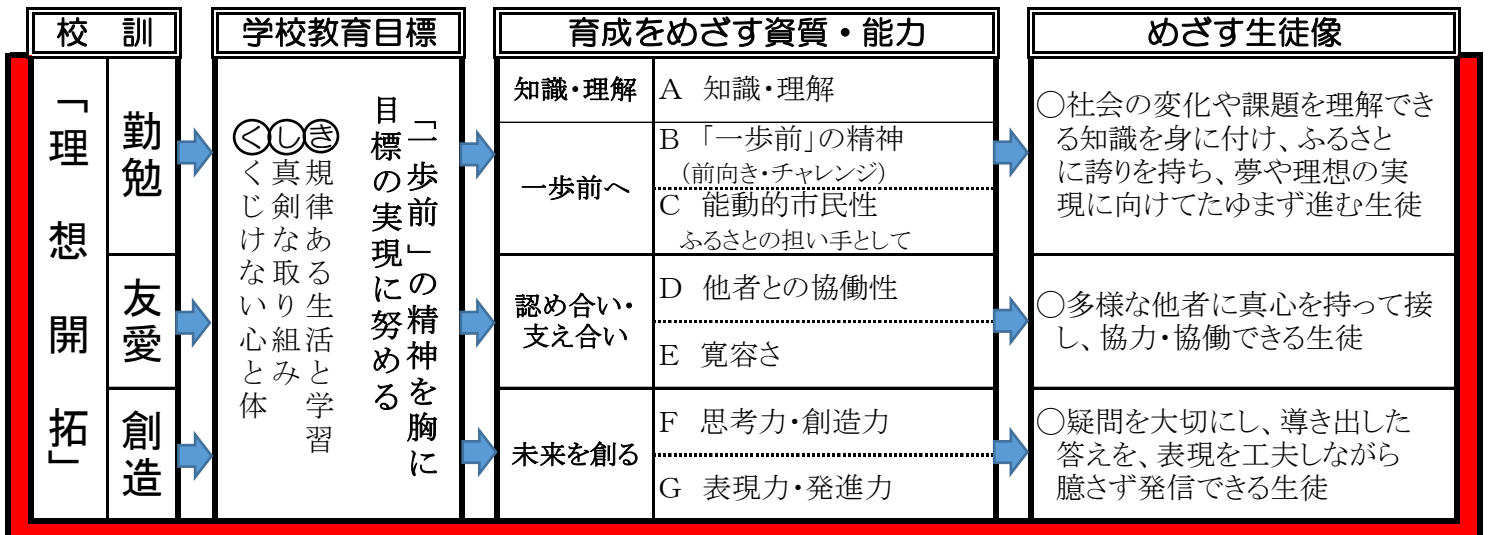 校 訓
「理想開拓」
勤勉
友愛
創造
学校教育目標
「一歩前」の精神を胸に
目標の実現に努める
き
規律ある生活と学習
し
真剣な取り組み
く
くじけない心と体
育成をめざす資質・能力
知識・理解
A 知識・理解
一歩前へ
B 「一歩前」の精神
(前向き・チャレンジ)
C 能動的市民性
ふるさとの担い手として
認め合い・
支え合い
D 他者との協働性
E 寛容さ
未来を創る
F 思考力・創造力
G 表現力・発進力
めざす生徒像
○社会の変化や課題を理解でき
る知識を身に付け、ふるさと
に誇りを持ち、夢や理想の実
現に向けてたゆまず進む生徒
○多様な他者に真心を持って接
し、協力・協働できる生徒
○疑問を大切にし、導き出した
答えを、表現を工夫しながら
臆さず発信できる生徒